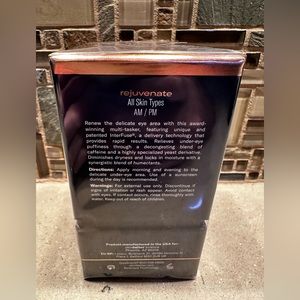 rejuvenate
All Skin Types
AM / PM
Renew the delicate eye area with this award-
winning multi-tasker, featuring unique and
patented InterFuse®, a delivery technology that
provides rapid results. Relieves under-eye
puffiness through a decongesting blend of
caffeine and a highly specialized yeast derivative.
Diminishes dryness and locks in moisture with a
synergistic blend of humectants.
Directions: Apply morning and evening to the
delicate under-eye area. Use of a sunscreen
during the day is recommended.
Warnings: For external use only. Discontinue if
signs of irritation or rash occur. Avoid contact
with eyes. If contact occurs, rinse thoroughly with
water. Keep out of reach of children.
Product manufactured in the USA for: